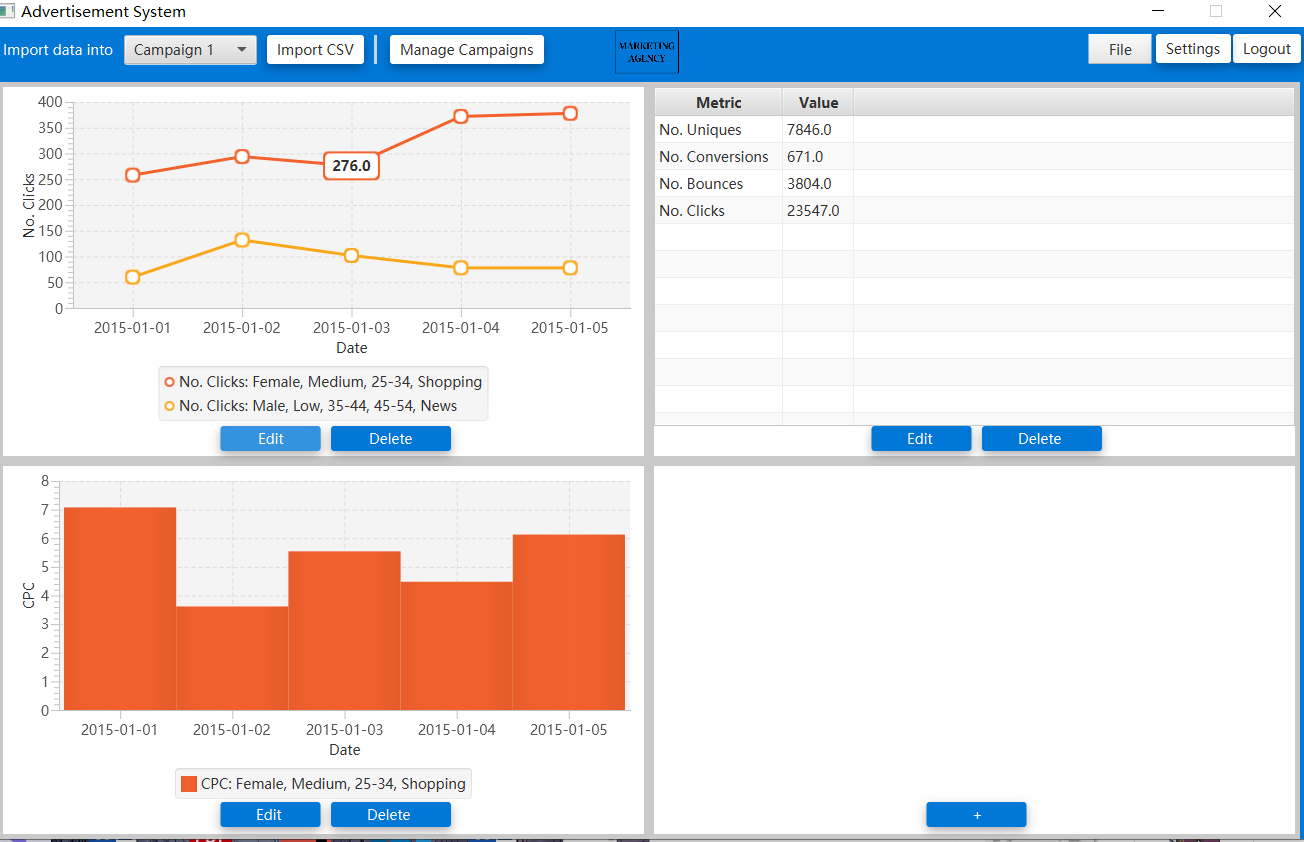 Advertisement System
Import data into Campaign 1 Import CSV Manage Campaigns MARKETING AGENCY File Settings Logout
No. Clicks
400
350
300
250
200
150
100
50
0
276.0
2015-01-01 2015-01-02 2015-01-03 2015-01-04 2015-01-05
Date
No. Clicks: Female, Medium, 25-34, Shopping
No. Clicks: Male, Low, 35-44, 45-54, News
Edit Delete
Metric Value
No. Uniques 7846.0
No. Conversions 671.0
No. Bounces 3804.0
No. Clicks 23547.0
Edit Delete
CPC
8
7
6
5
4
3
2
1
0
2015-01-01 2015-01-02 2015-01-03 2015-01-04 2015-01-05
Date
CPC: Female, Medium, 25-34, Shopping
Edit Delete
+